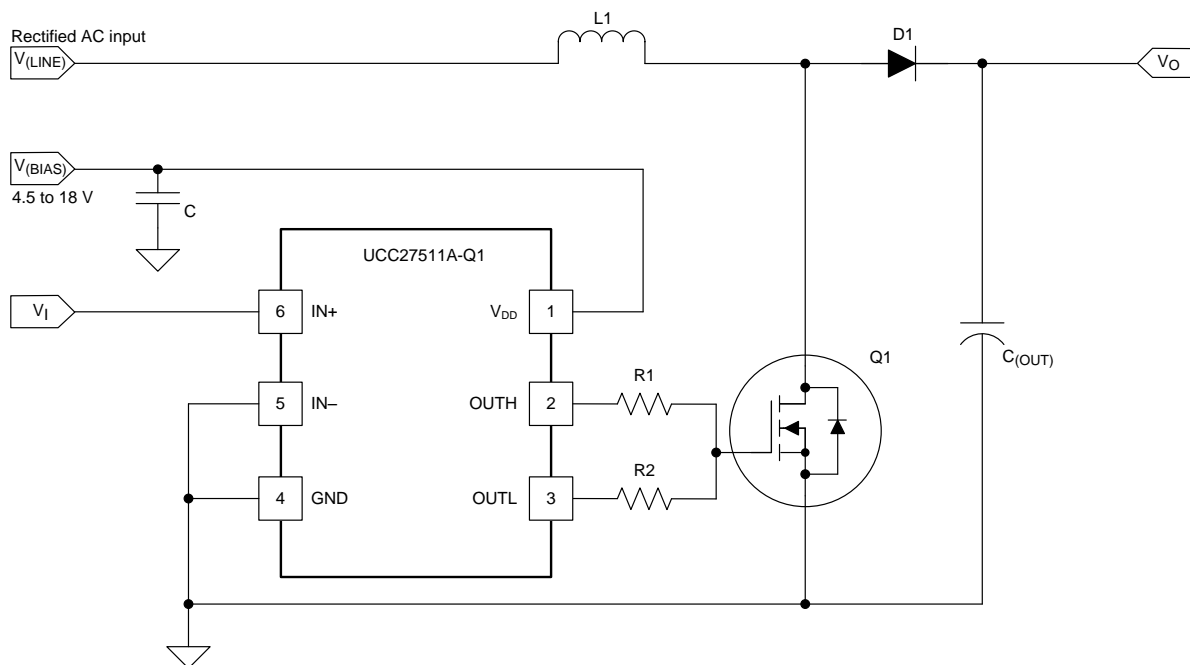 L1
Rectified AC input
D1
V(LINE)
VO
V(BIAS)
4.5 to 18 V
C
UCC27511A-Q1
VI
6 IN+
VDD 1
Q1
C(OUT)
R1
5 IN–
OUTH 2
R2
4 GND
OUTL 3